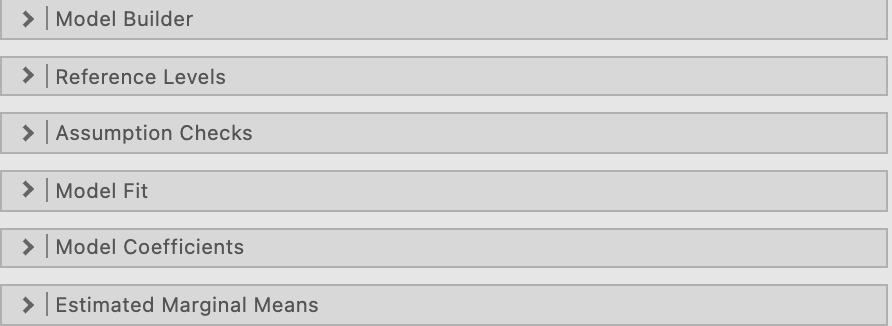 Model Builder
Reference Levels
Assumption Checks
Model Fit
Model Coefficients
Estimated Marginal Means